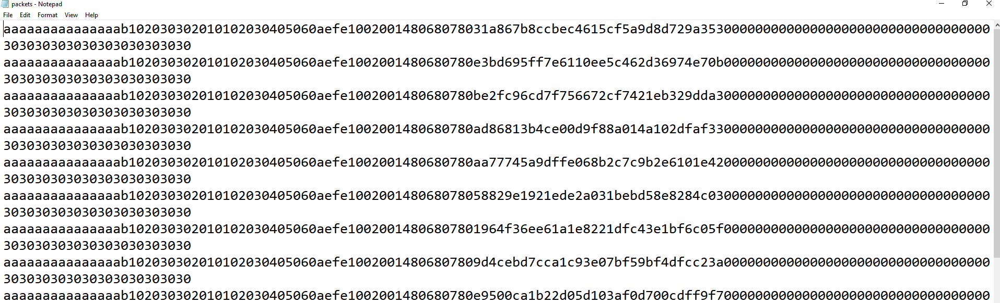 packets - Notepad
File Edit Format View Help
aaaaaaaaaaaaaaab102030302010102030405060aefe100200148068078031a867b8ccbec4615cf5a9d8d729a3530000000000000000000000000000000000
303030303030303030303030
aaaaaaaaaaaaaaab102030302010102030405060aefe1002001480680780e3bd695ff7e6110ee5c462d36974e70b0000000000000000000000000000000000
303030303030303030303030
aaaaaaaaaaaaaaab102030302010102030405060aefe1002001480680780be2fc96cd7f756672cf7421eb329dda30000000000000000000000000000000000
303030303030303030303030
aaaaaaaaaaaaaaab102030302010102030405060aefe1002001480680780ad86813b4ce00d9f88a014a102dfaf330000000000000000000000000000000000
303030303030303030303030
aaaaaaaaaaaaaaab102030302010102030405060aefe1002001480680780aa77745a9dffe068b2c7c9b2e6101e420000000000000000000000000000000000
303030303030303030303030
aaaaaaaaaaaaaaab102030302010102030405060aefe100200148068078058829e1921ede2a031bebd58e8284c030000000000000000000000000000000000
303030303030303030303030
aaaaaaaaaaaaaaab102030302010102030405060aefe10020014806807801964f36ee61a1e8221dfc43e1bf6c05f0000000000000000000000000000000000
303030303030303030303030
aaaaaaaaaaaaaaab102030302010102030405060aefe10020014806807809d4cebd7cca1c93e07bf59bf4dfcc23a0000000000000000000000000000000000
303030303030303030303030
aaaaaaaaaaaaaaab102030302010102030405060aefe1002001480680780e9500ca1b22d05d103af0d700cdff9f70000000000000000000000000000000000